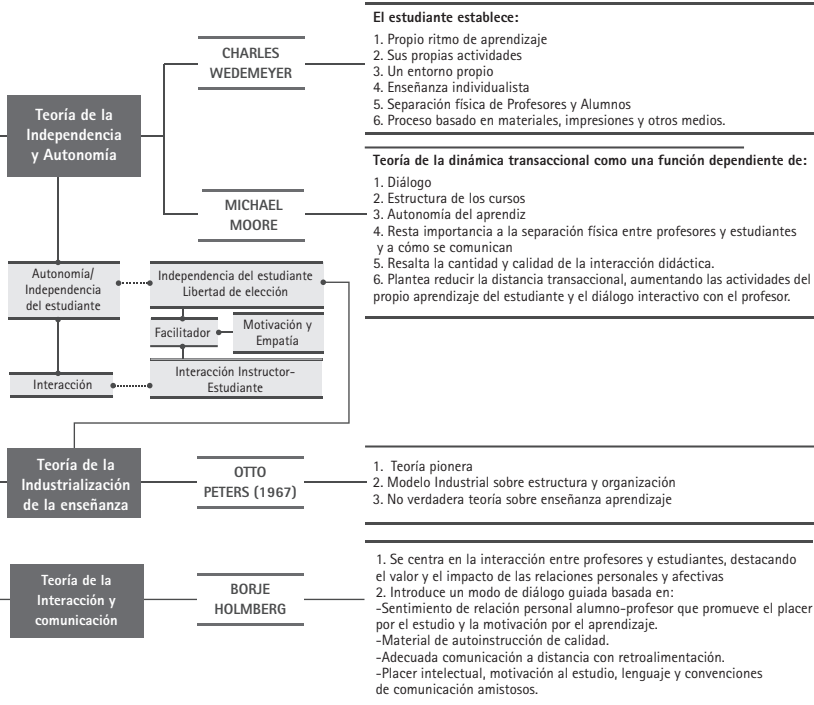 Teoría de la
Independencia
y Autonomía
CHARLES
WEDEMEYER
El estudiante establece:
1. Propio ritmo de aprendizaje
2. Sus propias actividades
3. Un entorno propio
4. Enseñanza individualista
5. Separación física de Profesores y Alumnos
6. Proceso basado en materiales, impresiones y otros medios.
MICHAEL
MOORE
Teoría de la dinámica transaccional como una función dependiente de:
1. Diálogo
2. Estructura de los cursos
3. Autonomía del aprendiz
4. Resta importancia a la separación física entre profesores y estudiantes
y a cómo se comunican
5. Resalta la cantidad y calidad de la interacción didáctica.
6. Plantea reducir la distancia transaccional, aumentando las actividades del
propio aprendizaje del estudiante y el diálogo interactivo con el profesor.
Autonomía/
Independencia
del estudiante
Independencia del estudiante
Libertad de elección
Facilitador
Motivación y
Empatía
Interacción
Interacción Instructor-
Estudiante
Teoría de la
Industrialización
de la enseñanza
OTTO
PETERS (1967)
1. Teoría pionera
2. Modelo Industrial sobre estructura y organización
3. No verdadera teoría sobre enseñanza aprendizaje
Teoría de la
Interacción y
comunicación
BORJE
HOLMBERG
1. Se centra en la interacción entre profesores y estudiantes, destacando
el valor y el impacto de las relaciones personales y afectivas
2. Introduce un modo de diálogo guiada basada en:
-Sentimiento de relación personal alumno-profesor que promueve el placer
por el estudio y la motivación por el aprendizaje.
-Material de autoinstrucción de calidad.
-Adecuada comunicación a distancia con retroalimentación.
-Placer intelectual, motivación al estudio, lenguaje y convenciones
de comunicación amistosos.